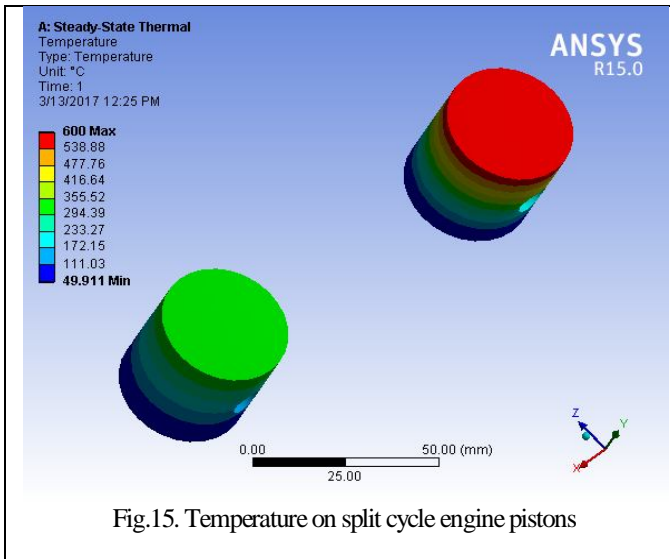 A: Steady-State Thermal
Temperature
Type: Temperature
Unit: °C
Time: 1
3/13/2017 12:25 PM
ANSYS
R15.0
600 Max
538.88
477.76
416.64
355.52
294.39
233.27
172.15
111.03
49.911 Min
0.00
50.00 (mm)
25.00
Z
Y
X
Fig.15. Temperature on split cycle engine pistons